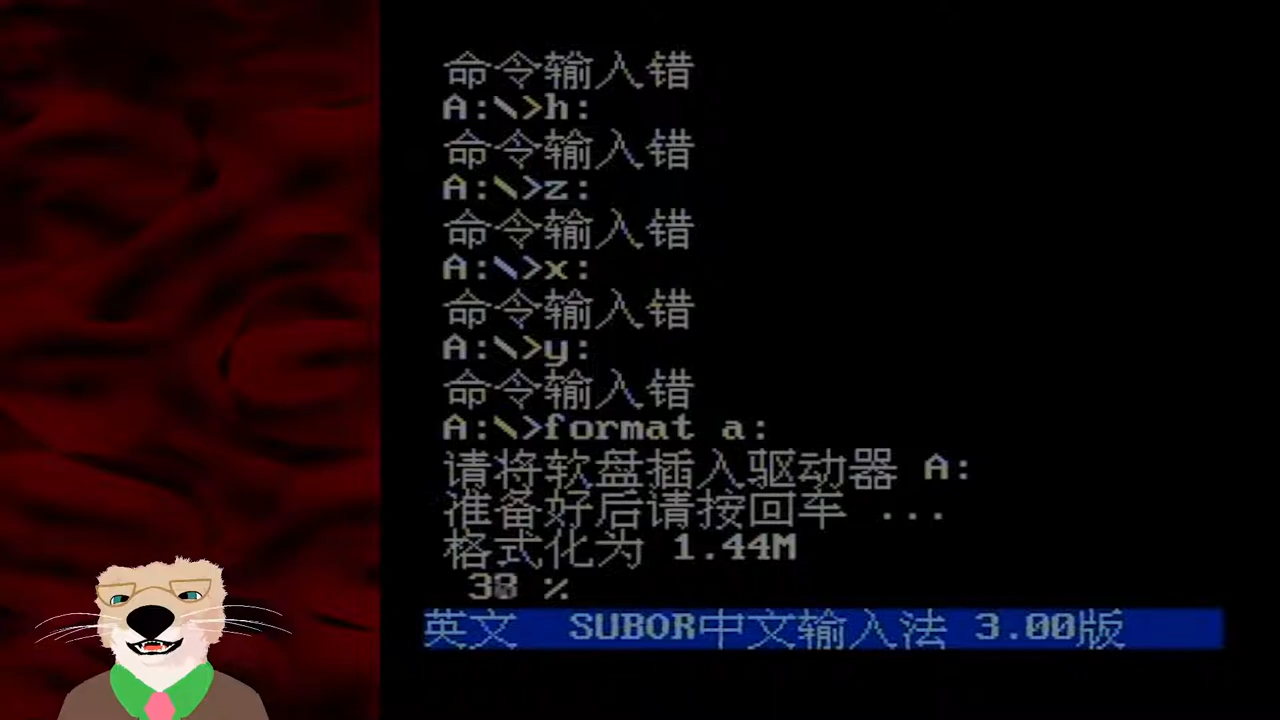 命令输入错
A:\>h:
命令输入错
A:\>z:
命令输入错
A:\>x:
命令输入错
A:\>y:
命令输入错
A:\>format a:
请将软盘插入驱动器 A:
准备好后请按回车 ...
格式化为 1.44M
%
英文 SUBOR中文输入法 3.00版